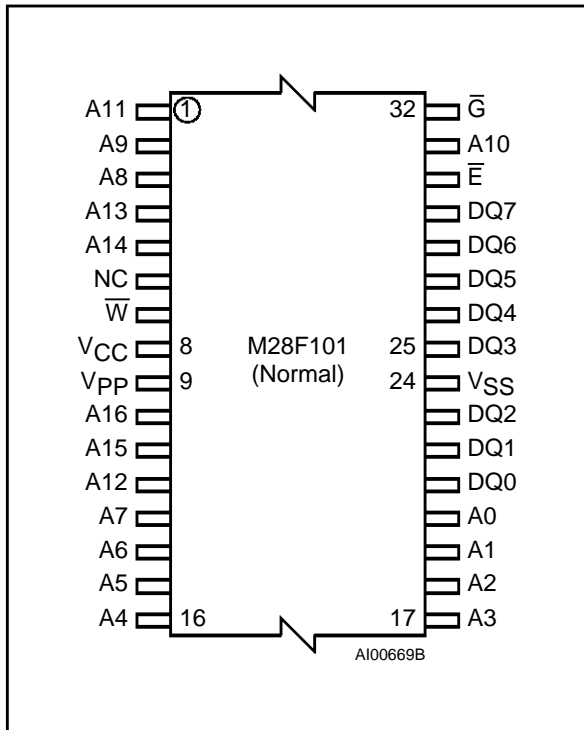 A11 1 32 G̅
A9 A10
A8 E̅
A13 DQ7
A14 DQ6
NC DQ5
W̅ DQ4
VCC 8 M28F101 25 DQ3
VPP 9 (Normal) 24 VSS
A16 DQ2
A15 DQ1
A12 DQ0
A7 A0
A6 A1
A5 A2
A4 16 17 A3
AI00669B